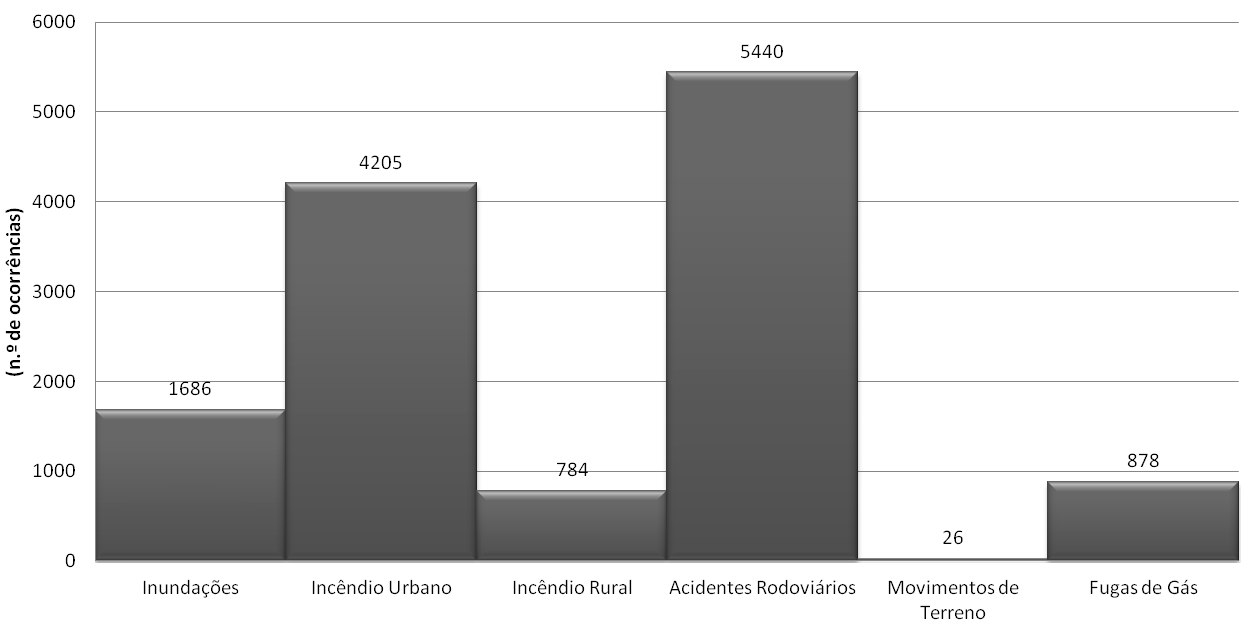 6000
5000
4000
3000
2000
1000
0
(n.º de ocorrências)
1686
4205
784
5440
26
878
Inundações
Incêndio Urbano
Incêndio Rural
Acidentes Rodoviários
Movimentos de
Terreno
Fugas de Gás